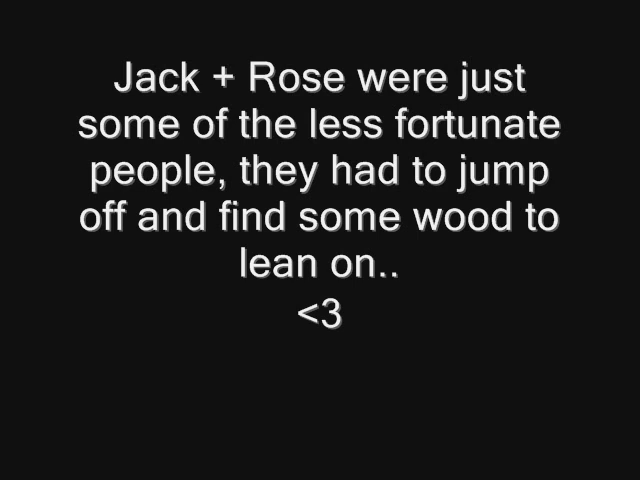 Jack + Rose were just
some of the less fortunate
people, they had to jump
off and find some wood to
lean on..
<3